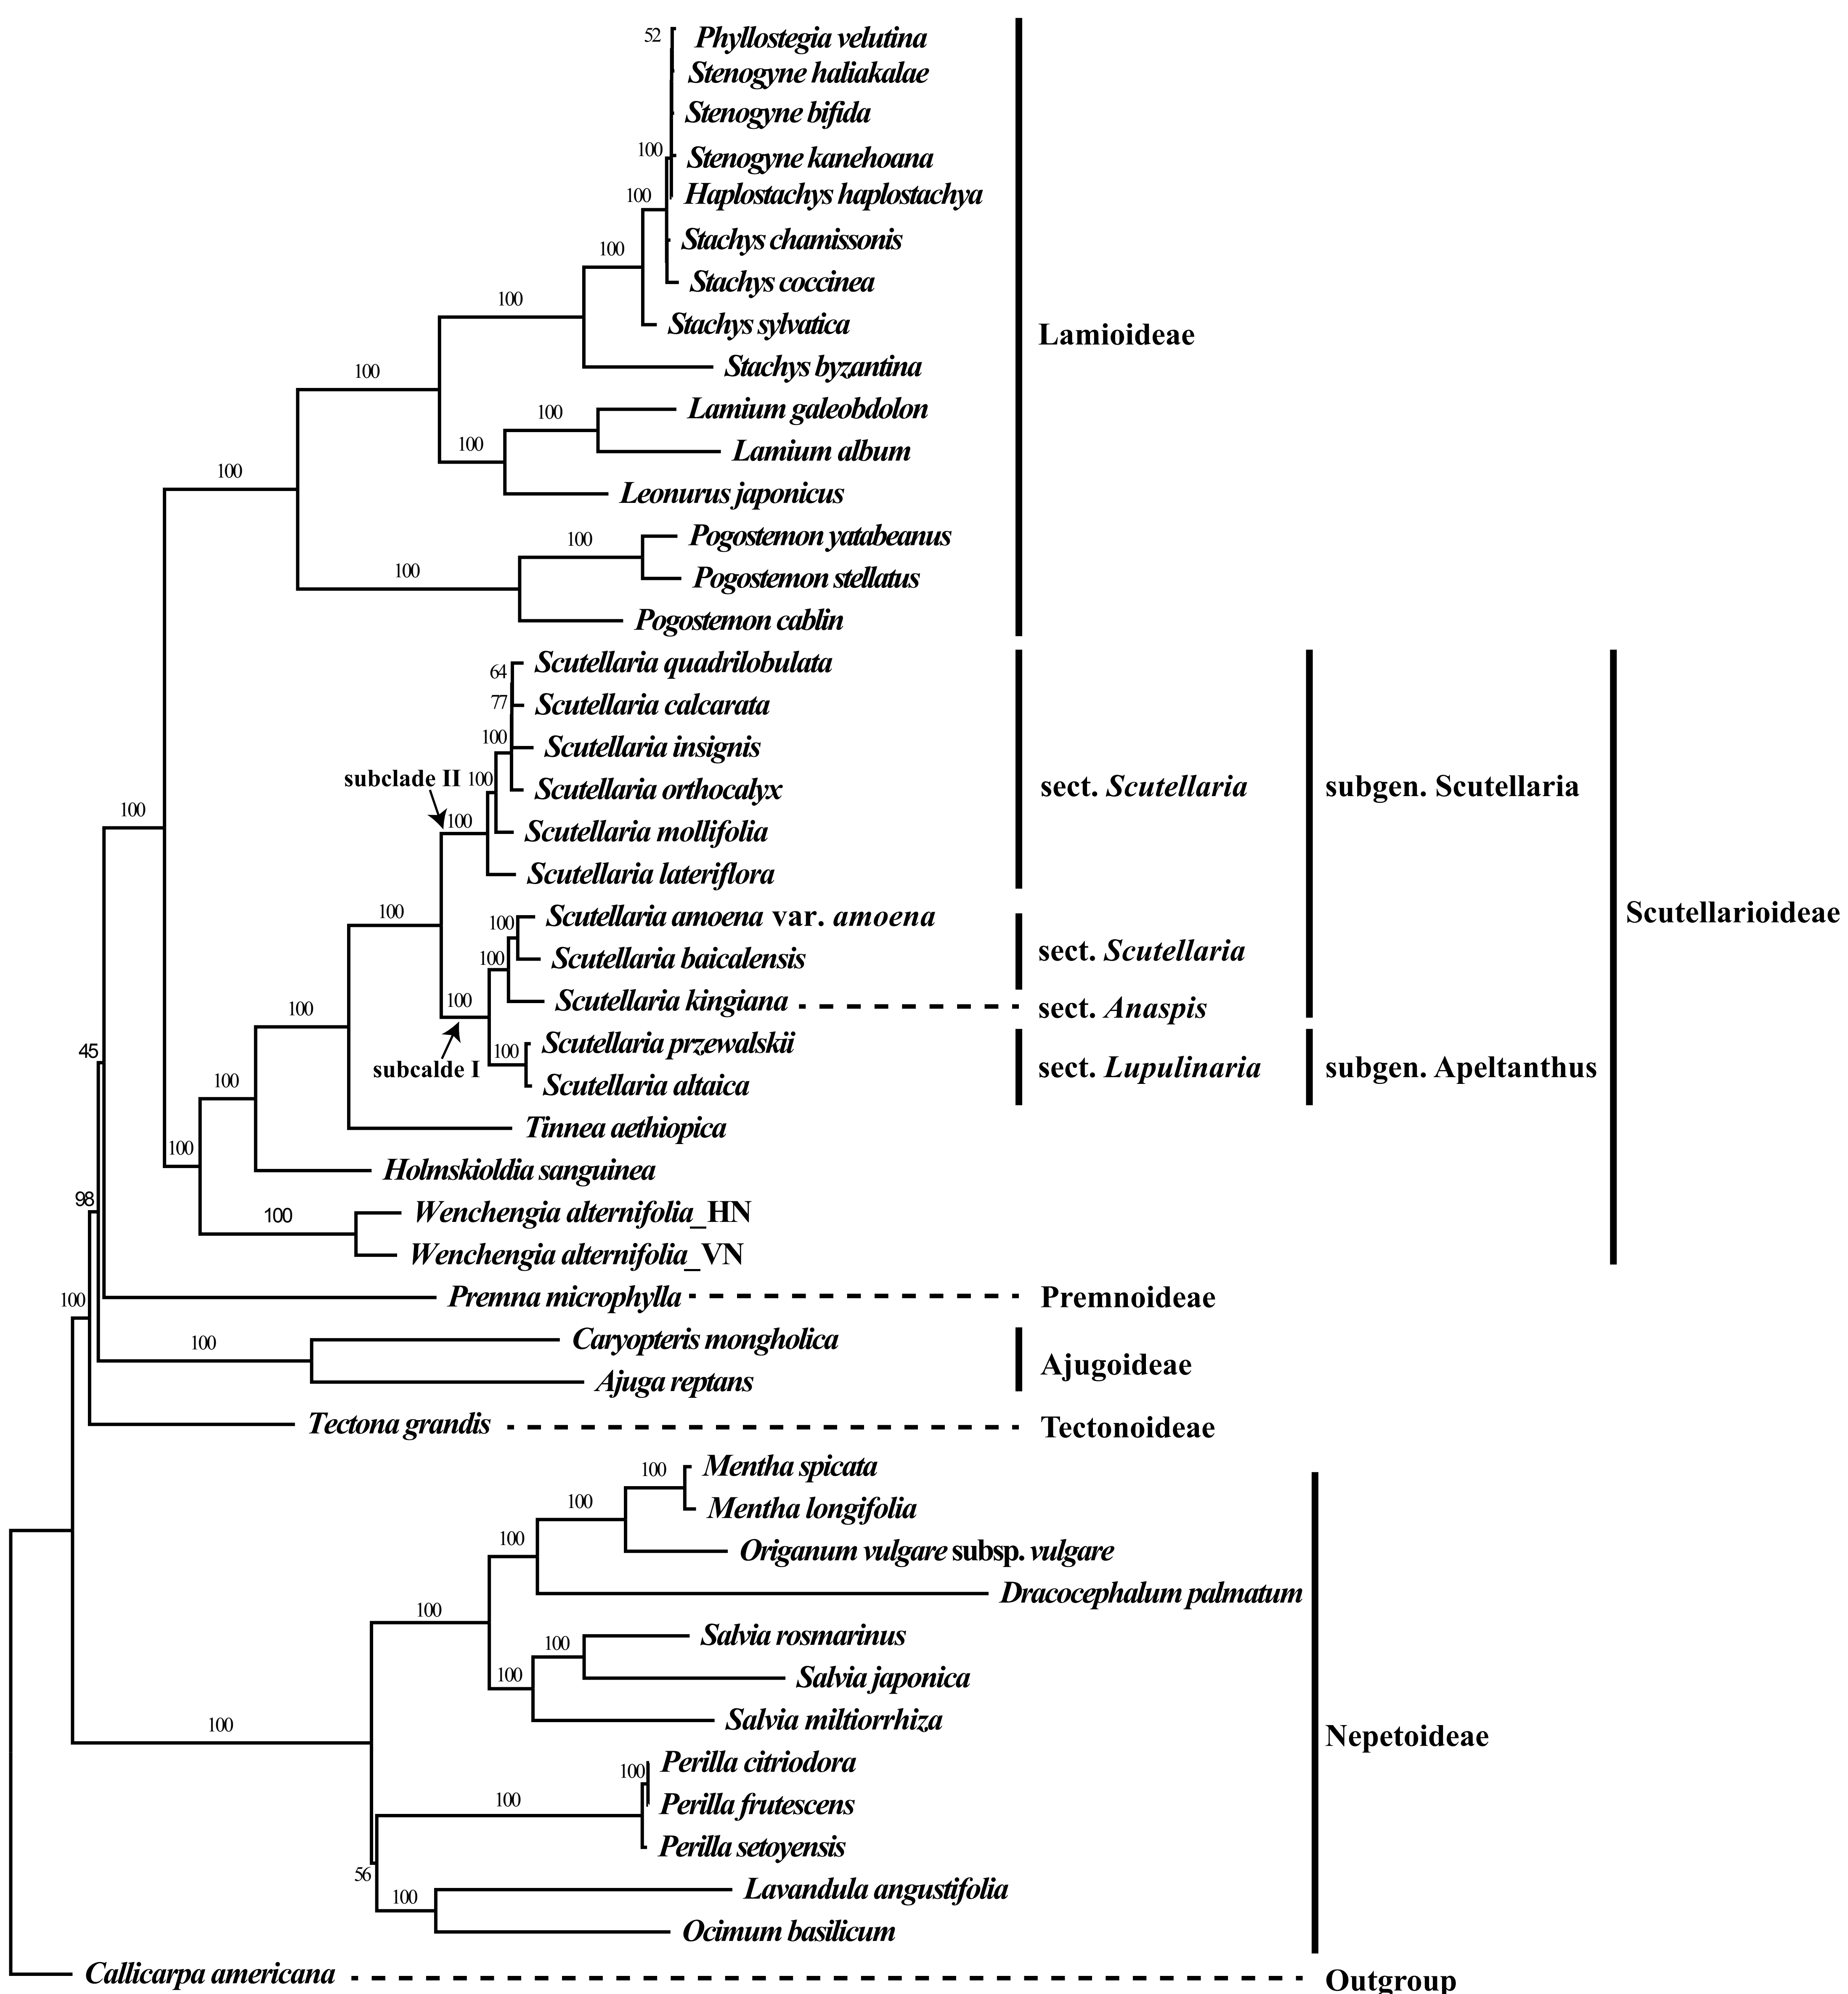 52
Phyllostegia velutina
Stenogyne haliakalae
Stenogyne bifida
100
Stenogyne kanehoana
100
Haplostachys haplostachya
Stachys chamissonis
100
Stachys coccinea
100
Stachys sylvatica
Lamioideae
100
Stachys byzantina
100
Lamium galeobdolon
100
Lamium album
100
Leonurus japonicus
100
Pogostemon yatabeanus
100
Pogostemon stellatus
Pogostemon cablin
64
Scutellaria quadrilobulata
77
Scutellaria calcarata
100
Scutellaria insignis
subclade II
100
Scutellaria orthocalyx
sect. Scutellaria
subgen. Scutellaria
100
100
Scutellaria mollifolia
Scutellaria lateriflora
100
100
Scutellaria amoena var. amoena
Scutellarioideae
100
Scutellaria baicalensis
sect. Scutellaria
100
100
Scutellaria kingiana
sect. Anaspis
45
100
Scutellaria przewalskii
subcalde I
sect. Lupulinaria
subgen. Apeltanthus
100
Scutellaria altaica
Tinnea aethiopica
100
Holmskioldia sanguinea
98
100
Wenchengia alternifolia_HN
Wenchengia alternifolia_VN
100
Premna microphylla
Premnoideae
100
Caryopteris mongholica
Ajugoideae
Ajuga reptans
Tectona grandis
Tectonoideae
100
Mentha spicata
100
Mentha longifolia
100
Origanum vulgare subsp. vulgare
Dracocephalum palmatum
100
100
Salvia rosmarinus
100
Salvia japonica
100
Salvia miltiorrhiza
Nepetoideae
100
Perilla citriodora
100
Perilla frutescens
Perilla setoyensis
56
100
Lavandula angustifolia
Ocimum basilicum
Callicarpa americana
Outgroup